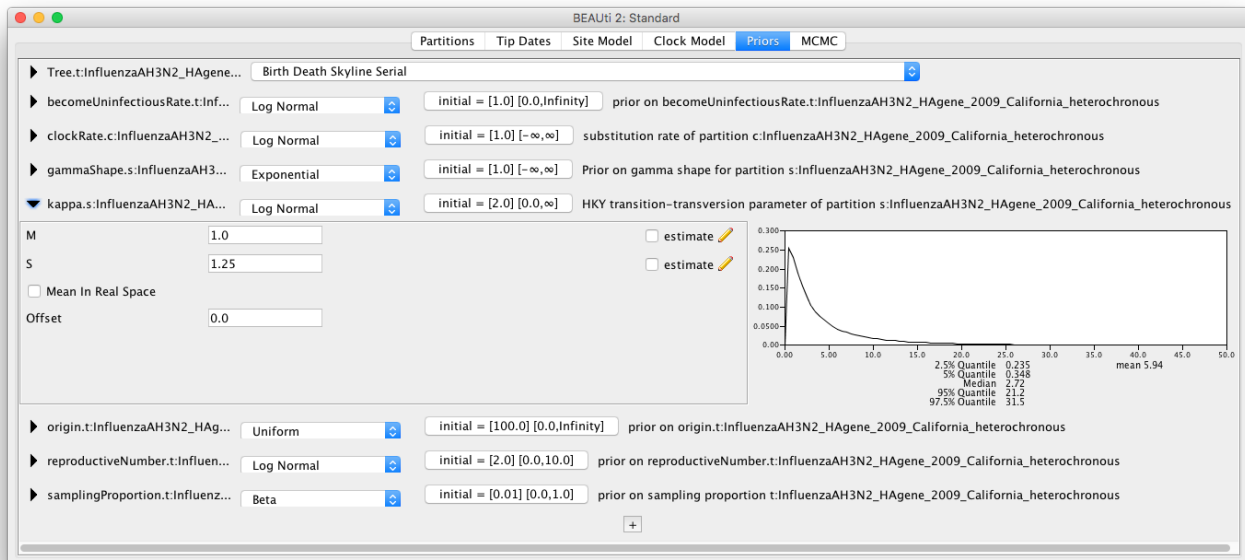 BEAUti 2: Standard
Partitions Tip Dates Site Model Clock Model Priors MCMC
Tree.t:InfluenzaAH3N2_HAgene... Birth Death Skyline Serial
becomeUninfectiousRate.t:Inf... Log Normal initial = [1.0] [0.0,Infinity] prior on becomeUninfectiousRate.t:InfluenzaAH3N2_HAgene_2009_California_heterochronous
clockRate.c:InfluenzaAH3N2_... Log Normal initial = [1.0] [-∞,∞] substitution rate of partition c:InfluenzaAH3N2_HAgene_2009_California_heterochronous
gammaShape.s:InfluenzaAH3... Exponential initial = [1.0] [-∞,∞] Prior on gamma shape for partition s:InfluenzaAH3N2_HAgene_2009_California_heterochronous
kappa.s:InfluenzaAH3N2_HA... Log Normal initial = [2.0] [0.0,∞] HKY transition-transversion parameter of partition s:InfluenzaAH3N2_HAgene_2009_California_heterochronous
M 1.0 estimate
S 1.25 estimate
Mean In Real Space
Offset 0.0
0.300
0.250
0.200
0.150
0.100
0.0500
0.00
0.00 5.00 10.0 15.0 20.0 25.0 30.0 35.0 40.0 45.0 50.0
2.5% Quantile 0.235 mean 5.94
5% Quantile 0.348
Median 2.72
95% Quantile 21.2
97.5% Quantile 31.5
origin.t:InfluenzaAH3N2_HAg... Uniform initial = [100.0] [0.0,Infinity] prior on origin.t:InfluenzaAH3N2_HAgene_2009_California_heterochronous
reproductiveNumber.t:Influen... Log Normal initial = [2.0] [0.0,10.0] prior on reproductiveNumber.t:InfluenzaAH3N2_HAgene_2009_California_heterochronous
samplingProportion.t:Influenz... Beta initial = [0.01] [0.0,1.0] prior on sampling proportion t:InfluenzaAH3N2_HAgene_2009_California_heterochronous
+